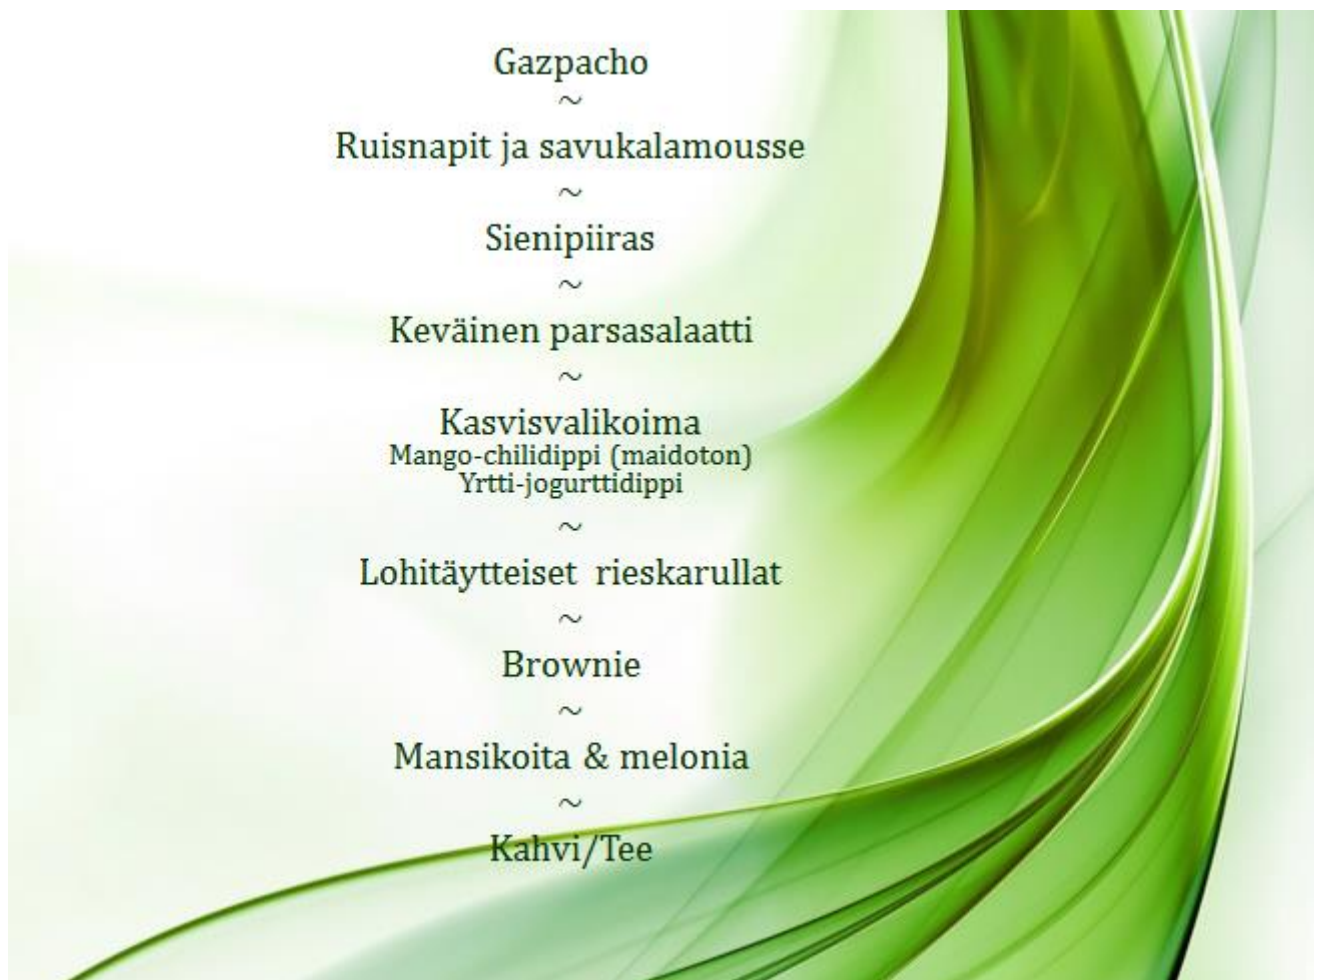 Gazpacho
~
Ruisnapit ja savukalamousse
~
Sienipiiras
~
Keväinen parsasalaatti
~
Kasvisvalikoima
Mango-chilidippi (maidoton)
Yrtti-jogurttidippi
~
Lohitäytteiset rieskarullat
~
Brownie
~
Mansikoita & melonia
~
Kahvi/Tee